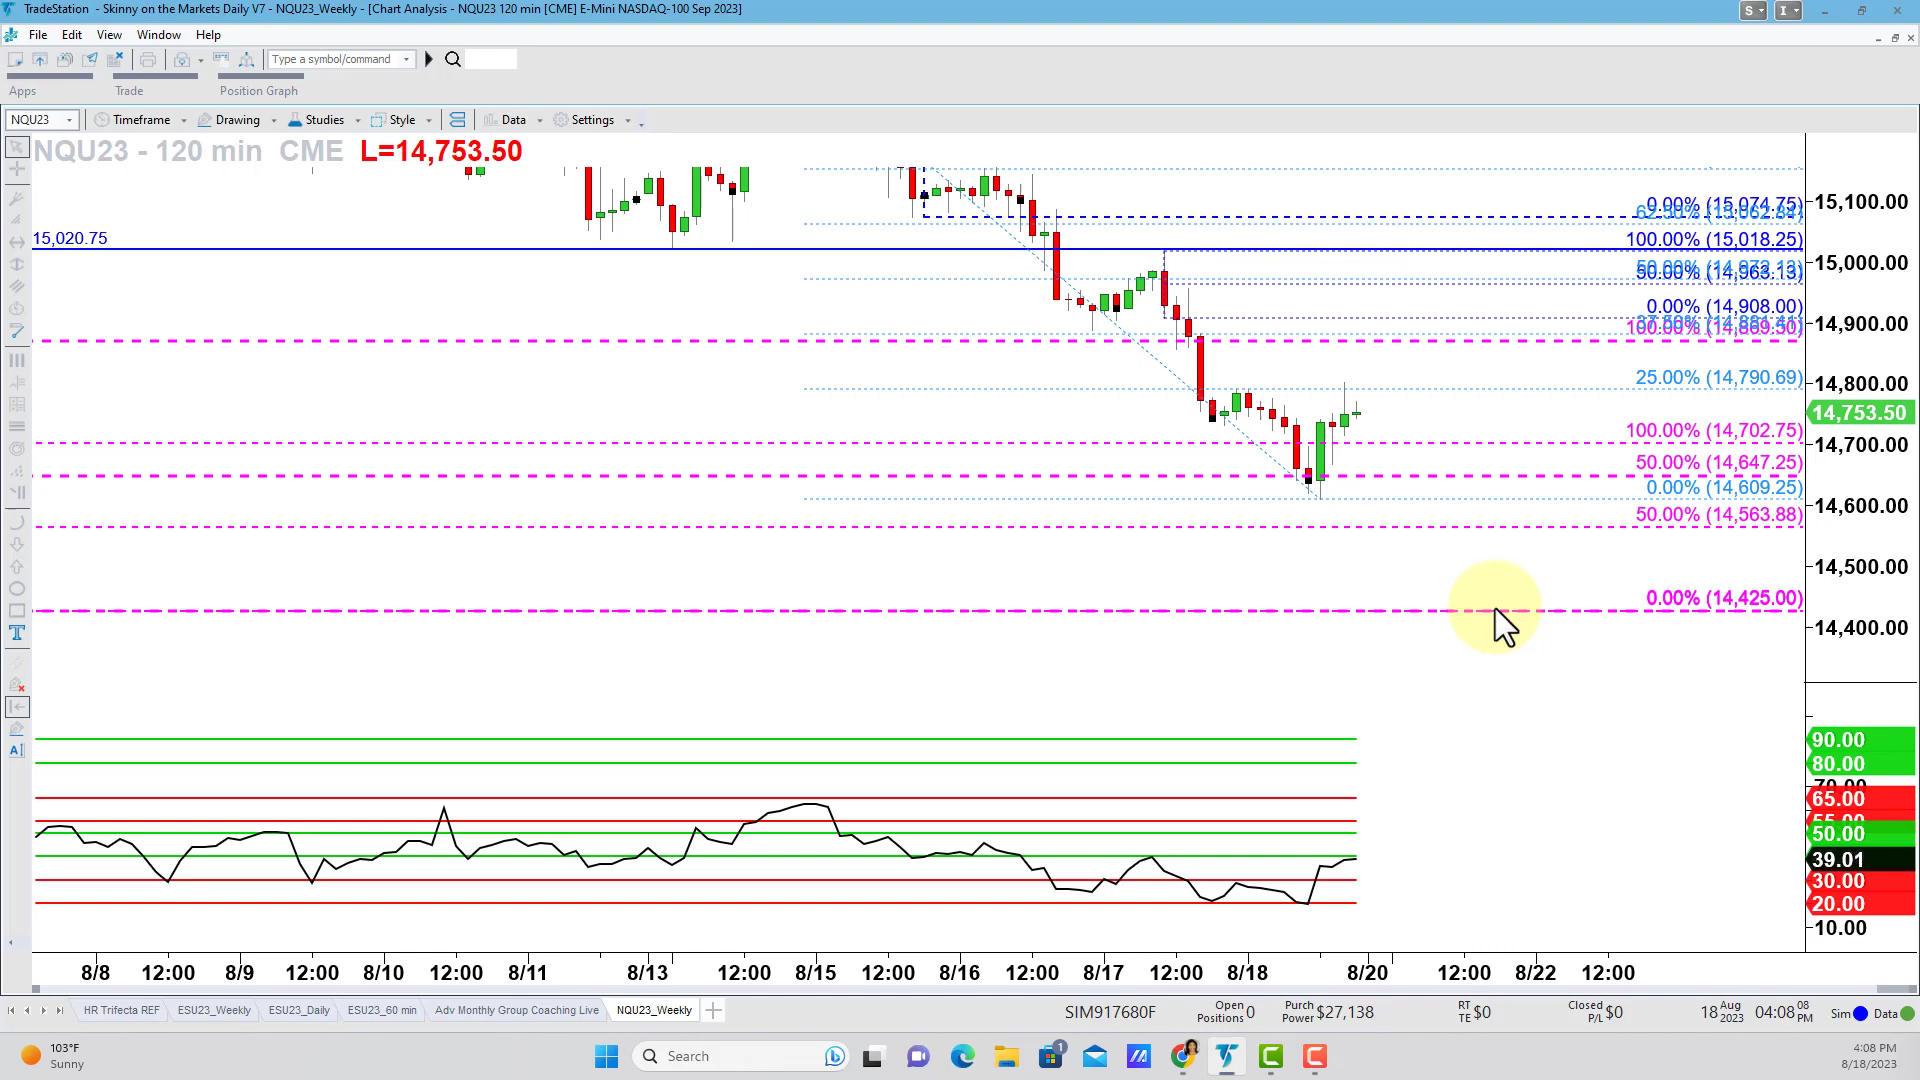 TradeStation - Skinny on the Markets Daily V7 - NQU23_Weekly - [Chart Analysis - NQU23 120 min [CME] E-Mini NASDAQ-100 Sep 2023]
S
I
File Edit View Window Help
Type a symbol/command
Apps Trade Position Graph
NQU23 Timeframe Drawing Studies Style Data Settings
NQU23 - 120 min CME L=14,753.50
0.00% (15,074.75)
62.50% (15,062.84)
15,100.00
15,020.75
100.00% (15,018.25)
50.00% (14,963.13)
15,000.00
0.00% (14,908.00)
14,900.00
25.00% (14,790.69)
14,800.00
14,753.50
100.00% (14,702.75)
14,700.00
50.00% (14,647.25)
0.00% (14,609.25)
14,600.00
50.00% (14,563.88)
14,500.00
0.00% (14,425.00)
14,400.00
90.00
80.00
65.00
50.00
39.01
30.00
20.00
10.00
8/8 12:00 8/9 12:00 8/10 12:00 8/11 8/13 12:00 8/15 12:00 8/16 12:00 8/17 12:00 8/18 8/20 12:00 8/22 12:00
HR Trifecta REF ESU23_Weekly ESU23_Daily ESU23_60 min Adv Monthly Group Coaching Live NQU23_Weekly
SIM917680F
Open Positions 0
Purch Power $27,138
RT TE $0
Closed P/L $0
18 Aug 2023 04:08 08 PM
Sim Data
103°F
Sunny
Search
1
4:08 PM
8/18/2023